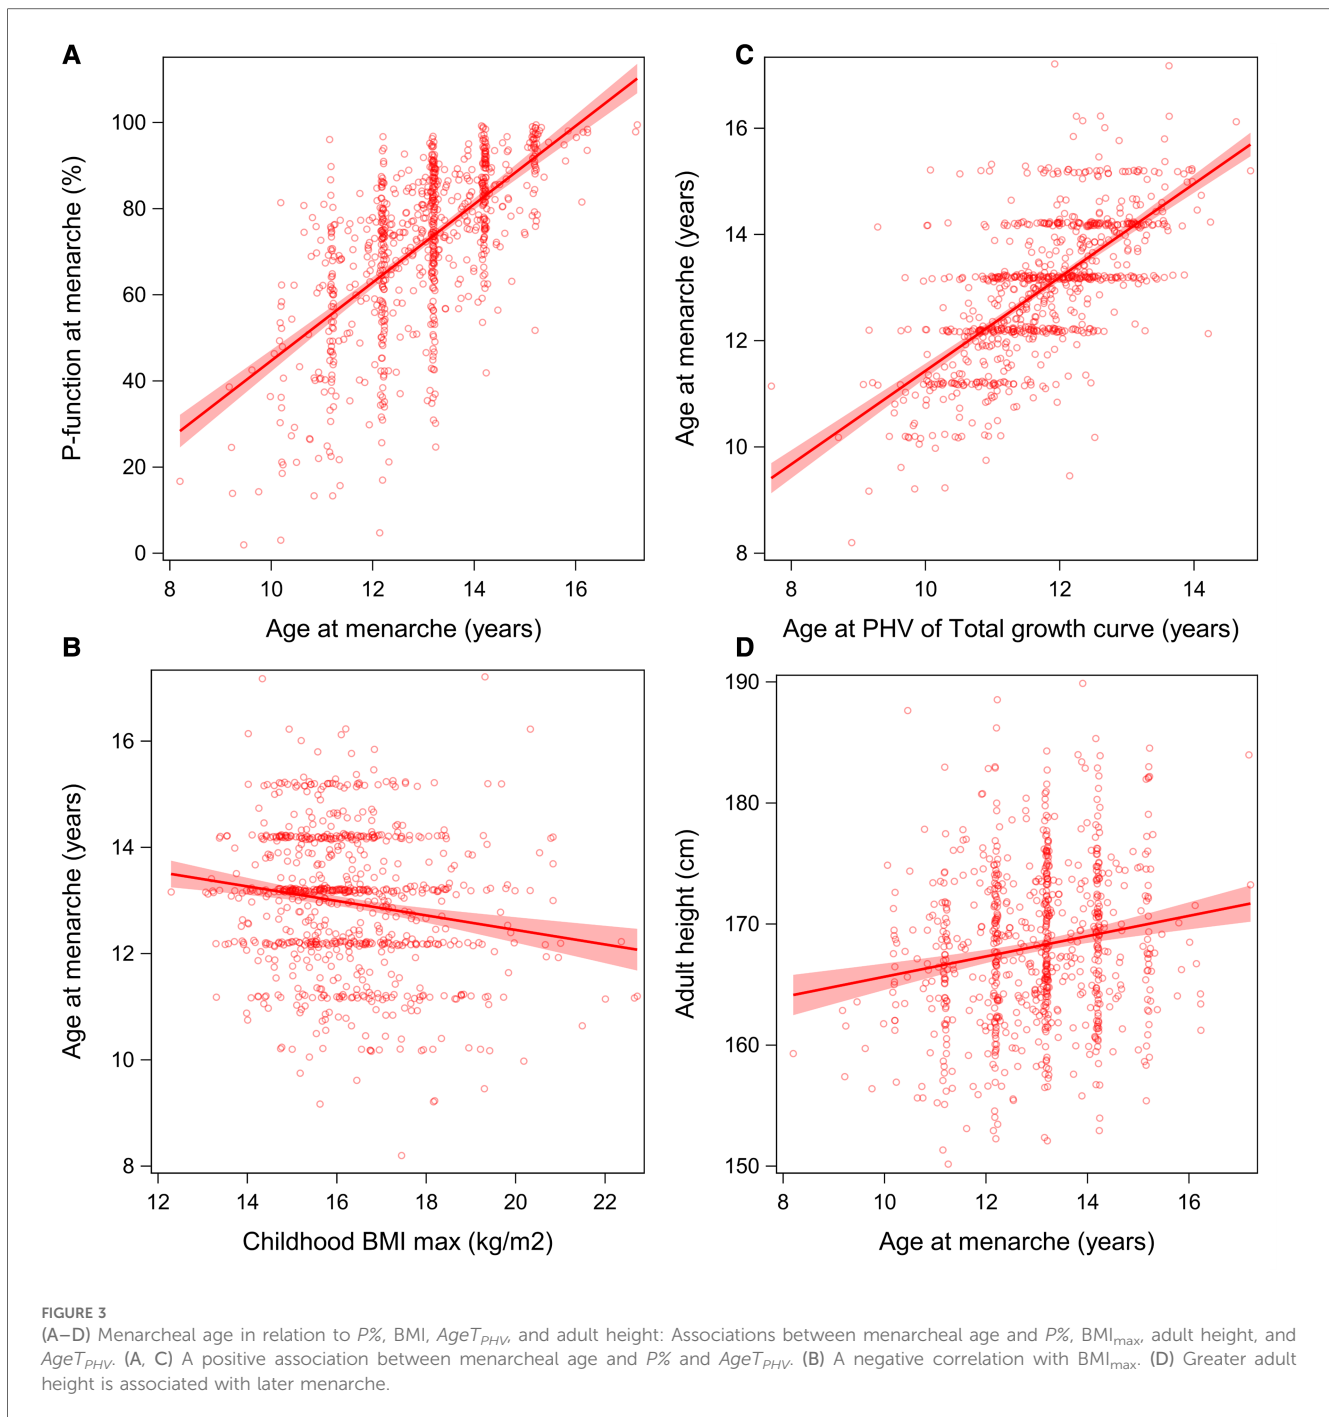 A
100
80
60
40
20
0
P-function at menarche (%)
8
10
12
14
16
Age at menarche (years)
C
16
14
12
10
8
Age at menarche (years)
8
10
12
14
Age at PHV of Total growth curve (years)
B
16
14
12
10
8
Age at menarche (years)
12
14
16
18
20
22
Childhood BMI max (kg/m2)
D
190
180
170
160
150
Adult height (cm)
8
10
12
14
16
Age at menarche (years)
FIGURE 3
(A–D) Menarcheal age in relation to P%, BMI, AgeT_PHV, and adult height: Associations between menarcheal age and P%, BMI_max, adult height, and
AgeT_PHV. (A, C) A positive association between menarcheal age and P% and AgeT_PHV. (B) A negative correlation with BMI_max. (D) Greater adult
height is associated with later menarche.